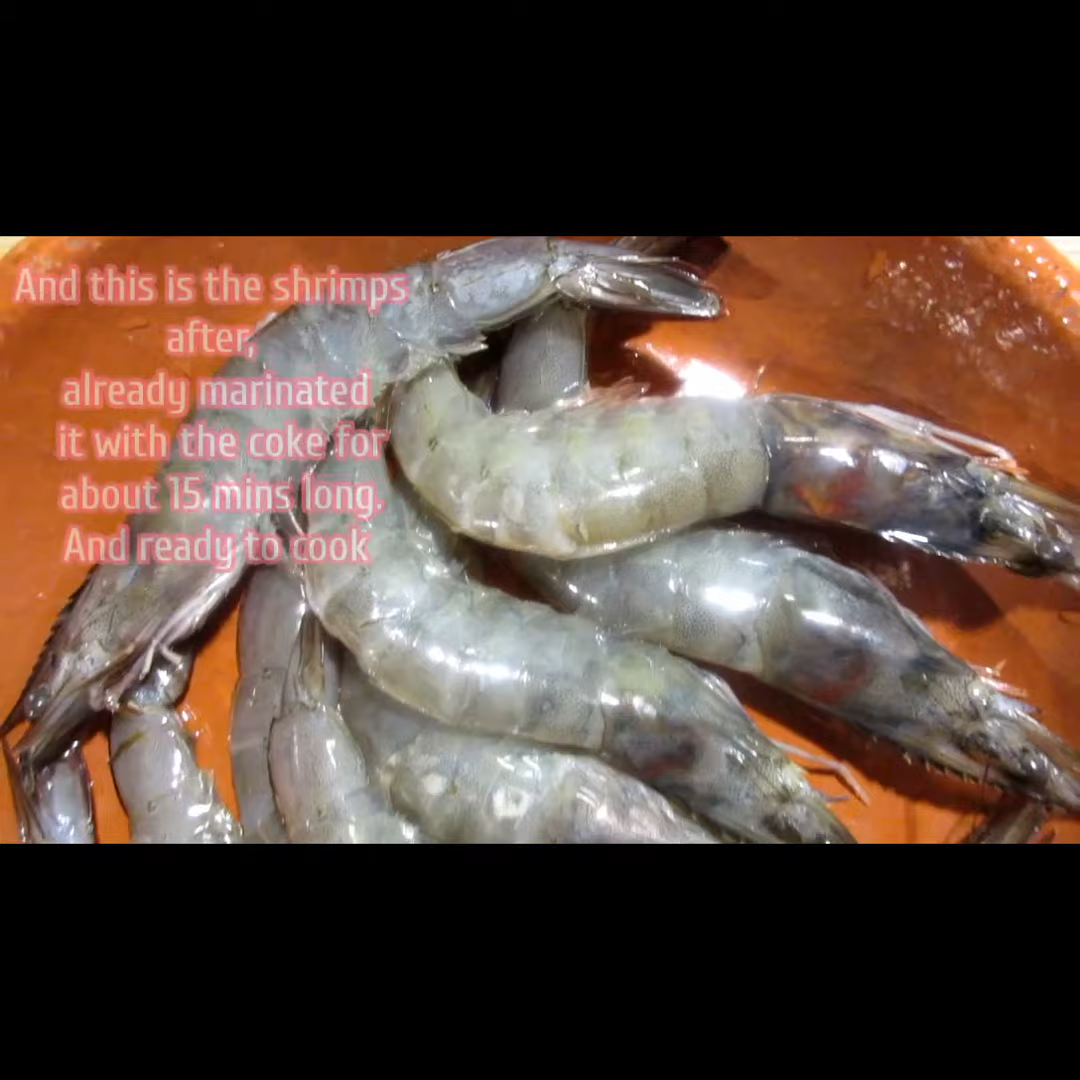 And this is the shrimps
after,
already marinated
it with the coke for
about 15 mins long.
And ready to cook